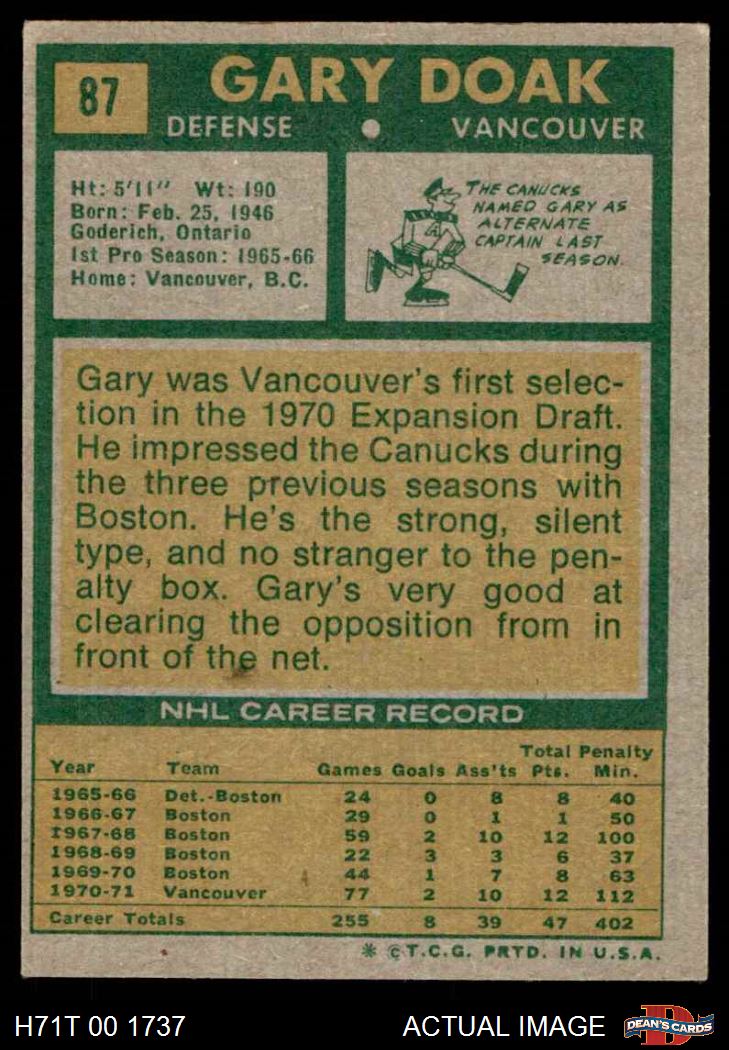 87
GARY DOAK
DEFENSE • VANCOUVER
Ht: 5'11" Wt: 190
Born: Feb. 25, 1946
Goderich, Ontario
1st Pro Season: 1965-66
Home: Vancouver, B.C.
THE CANUCKS
NAMED GARY AS
ALTERNATE
CAPTAIN LAST
SEASON.
A
Gary was Vancouver's first selec-
tion in the 1970 Expansion Draft.
He impressed the Canucks during
the three previous seasons with
Boston. He's the strong, silent
type, and no stranger to the pen-
alty box. Gary's very good at
clearing the opposition from in
front of the net.
NHL CAREER RECORD
Total Penalty
Year Team Games Goals Ass'ts Pts. Min.
1965-66 Det.-Boston 24 0 8 8 40
1966-67 Boston 29 0 1 1 50
1967-68 Boston 59 2 10 12 100
1968-69 Boston 22 3 3 6 37
1969-70 Boston 44 1 7 8 63
1970-71 Vancouver 77 2 10 12 112
Career Totals 255 8 39 47 402
* © T.C.G. PRTD. IN U.S.A.
H71T 00 1737 ACTUAL IMAGE
D
DEAN'S CARDS